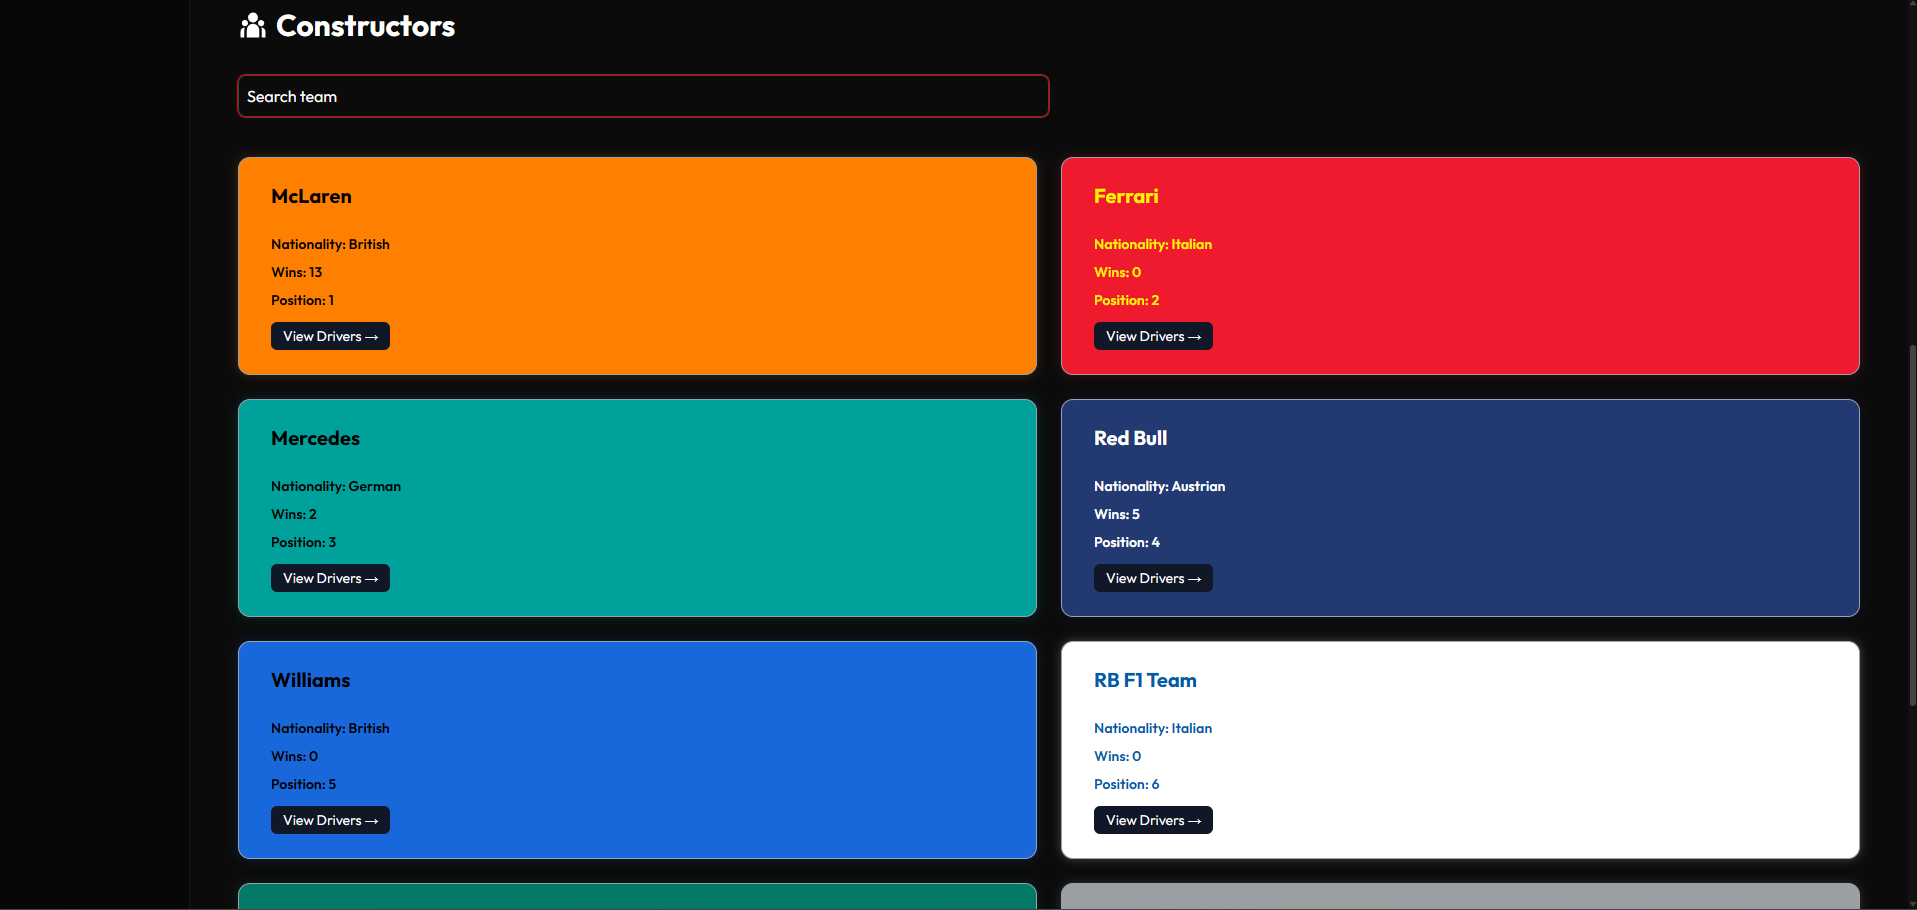 Constructors
Search team
McLaren
Nationality: British
Wins: 13
Position: 1
View Drivers →
Ferrari
Nationality: Italian
Wins: 0
Position: 2
View Drivers →
Mercedes
Nationality: German
Wins: 2
Position: 3
View Drivers →
Red Bull
Nationality: Austrian
Wins: 5
Position: 4
View Drivers →
Williams
Nationality: British
Wins: 0
Position: 5
View Drivers →
RB F1 Team
Nationality: Italian
Wins: 0
Position: 6
View Drivers →